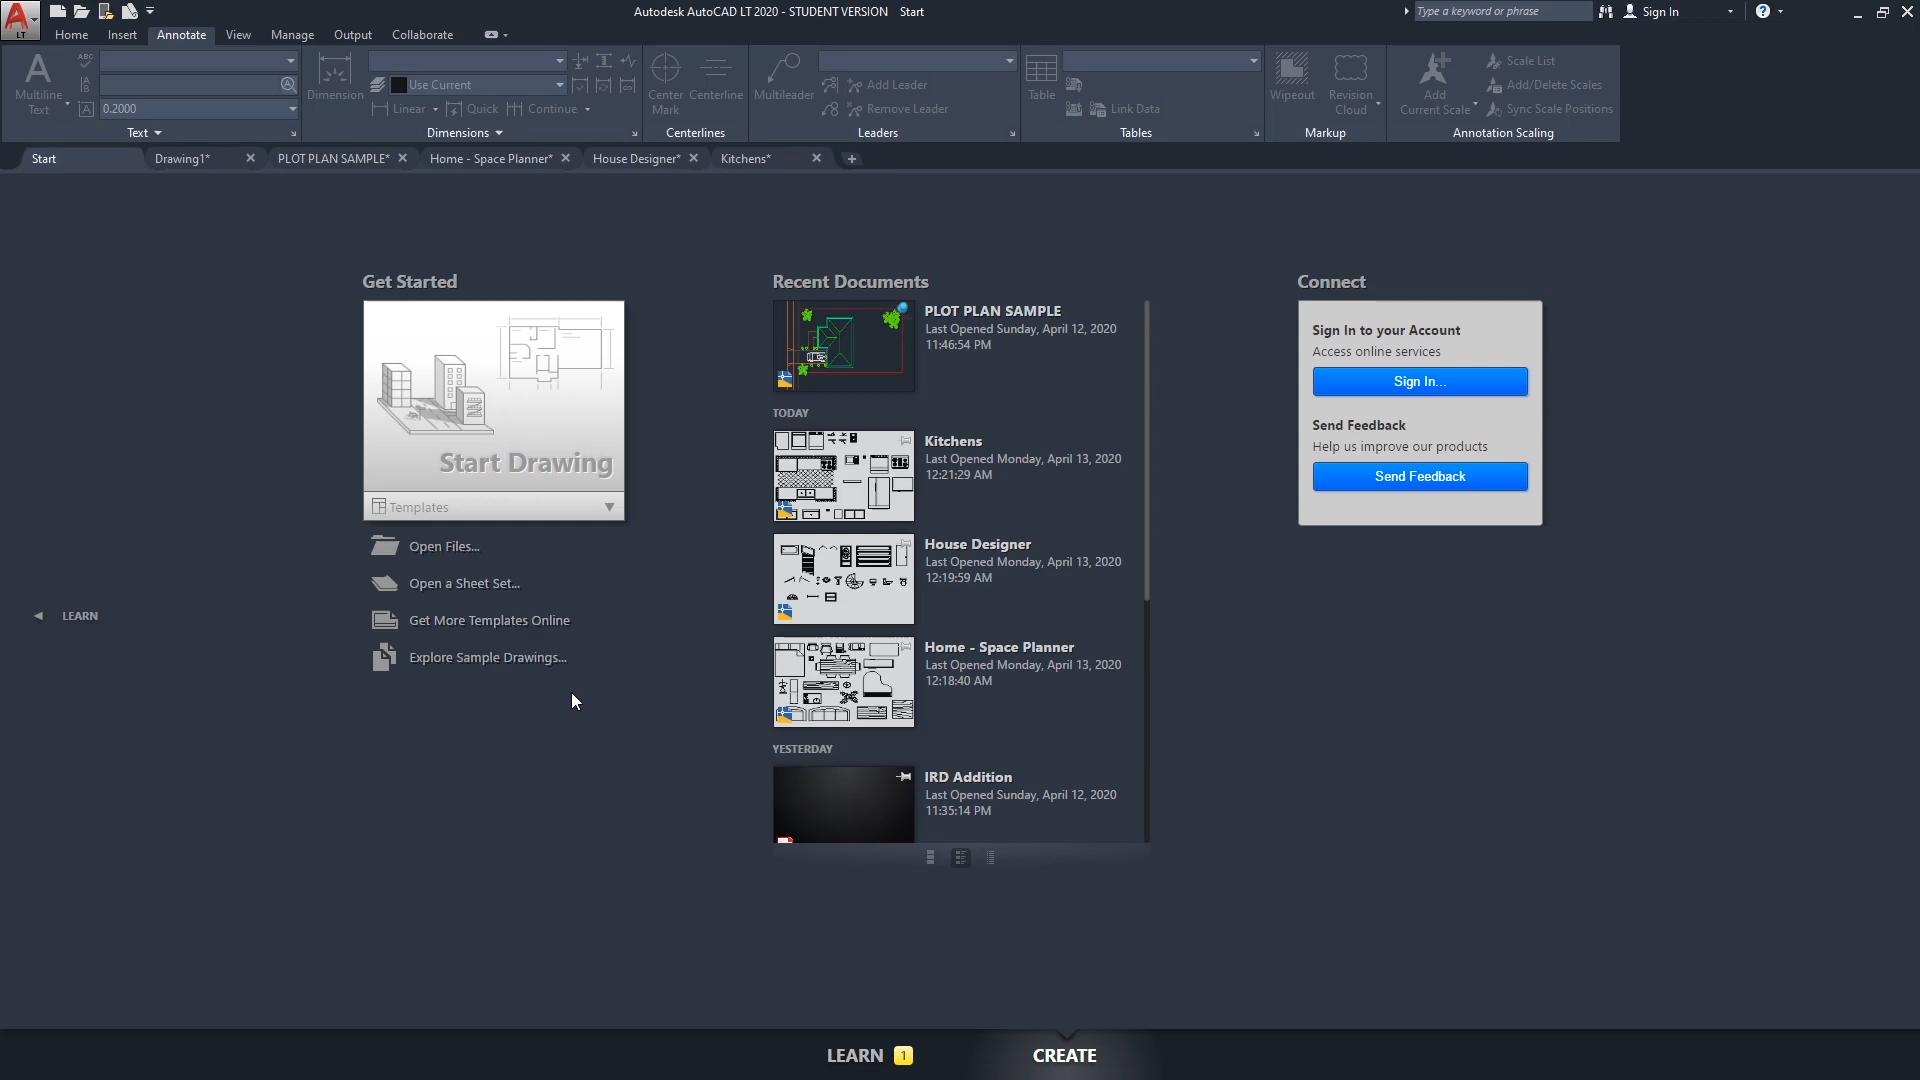 Autodesk AutoCAD LT 2020 - STUDENT VERSION Start
Type a keyword or phrase
Sign In
LT
Home Insert Annotate View Manage Output Collaborate
Multiline Text
ABC
0.2000
Text
Dimension
Use Current
Linear Quick Continue
Dimensions
Center Mark
Centerline
Centerlines
Multileader
Add Leader
Remove Leader
Leaders
Table
Link Data
Tables
Wipeout
Revision Cloud
Markup
Add Current Scale
Scale List
Add/Delete Scales
Sync Scale Positions
Annotation Scaling
Start Drawing1* PLOT PLAN SAMPLE* Home - Space Planner* House Designer* Kitchens*
Get Started
Start Drawing
Templates
Open Files...
Open a Sheet Set...
Get More Templates Online
Explore Sample Drawings...
LEARN
Recent Documents
PLOT PLAN SAMPLE
Last Opened Sunday, April 12, 2020
11:46:54 PM
TODAY
Kitchens
Last Opened Monday, April 13, 2020
12:21:29 AM
House Designer
Last Opened Monday, April 13, 2020
12:19:59 AM
Home - Space Planner
Last Opened Monday, April 13, 2020
12:18:40 AM
YESTERDAY
IRD Addition
Last Opened Sunday, April 12, 2020
11:35:14 PM
Connect
Sign In to your Account
Access online services
Sign In...
Send Feedback
Help us improve our products
Send Feedback
LEARN 1
CREATE